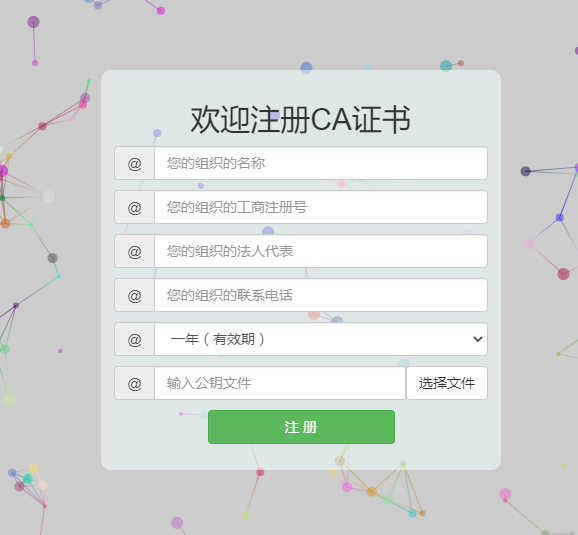 欢迎注册CA证书
@ 您的组织的名称
@ 您的组织的工商注册号
@ 您的组织的法人代表
@ 您的组织的联系电话
@ 一年（有效期）
@ 输入公钥文件 选择文件
注 册